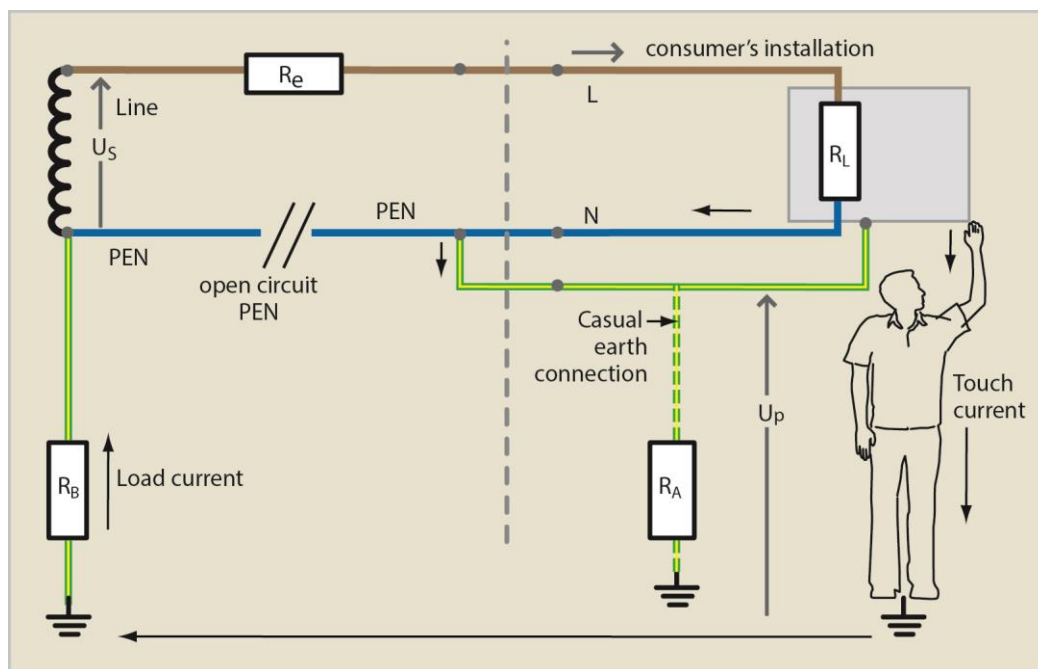 consumer's installation
Re
Line
L
US
RL
PEN
N
PEN
open circuit
PEN
Casual
earth
connection
Touch
current
Up
RB
Load current
RA